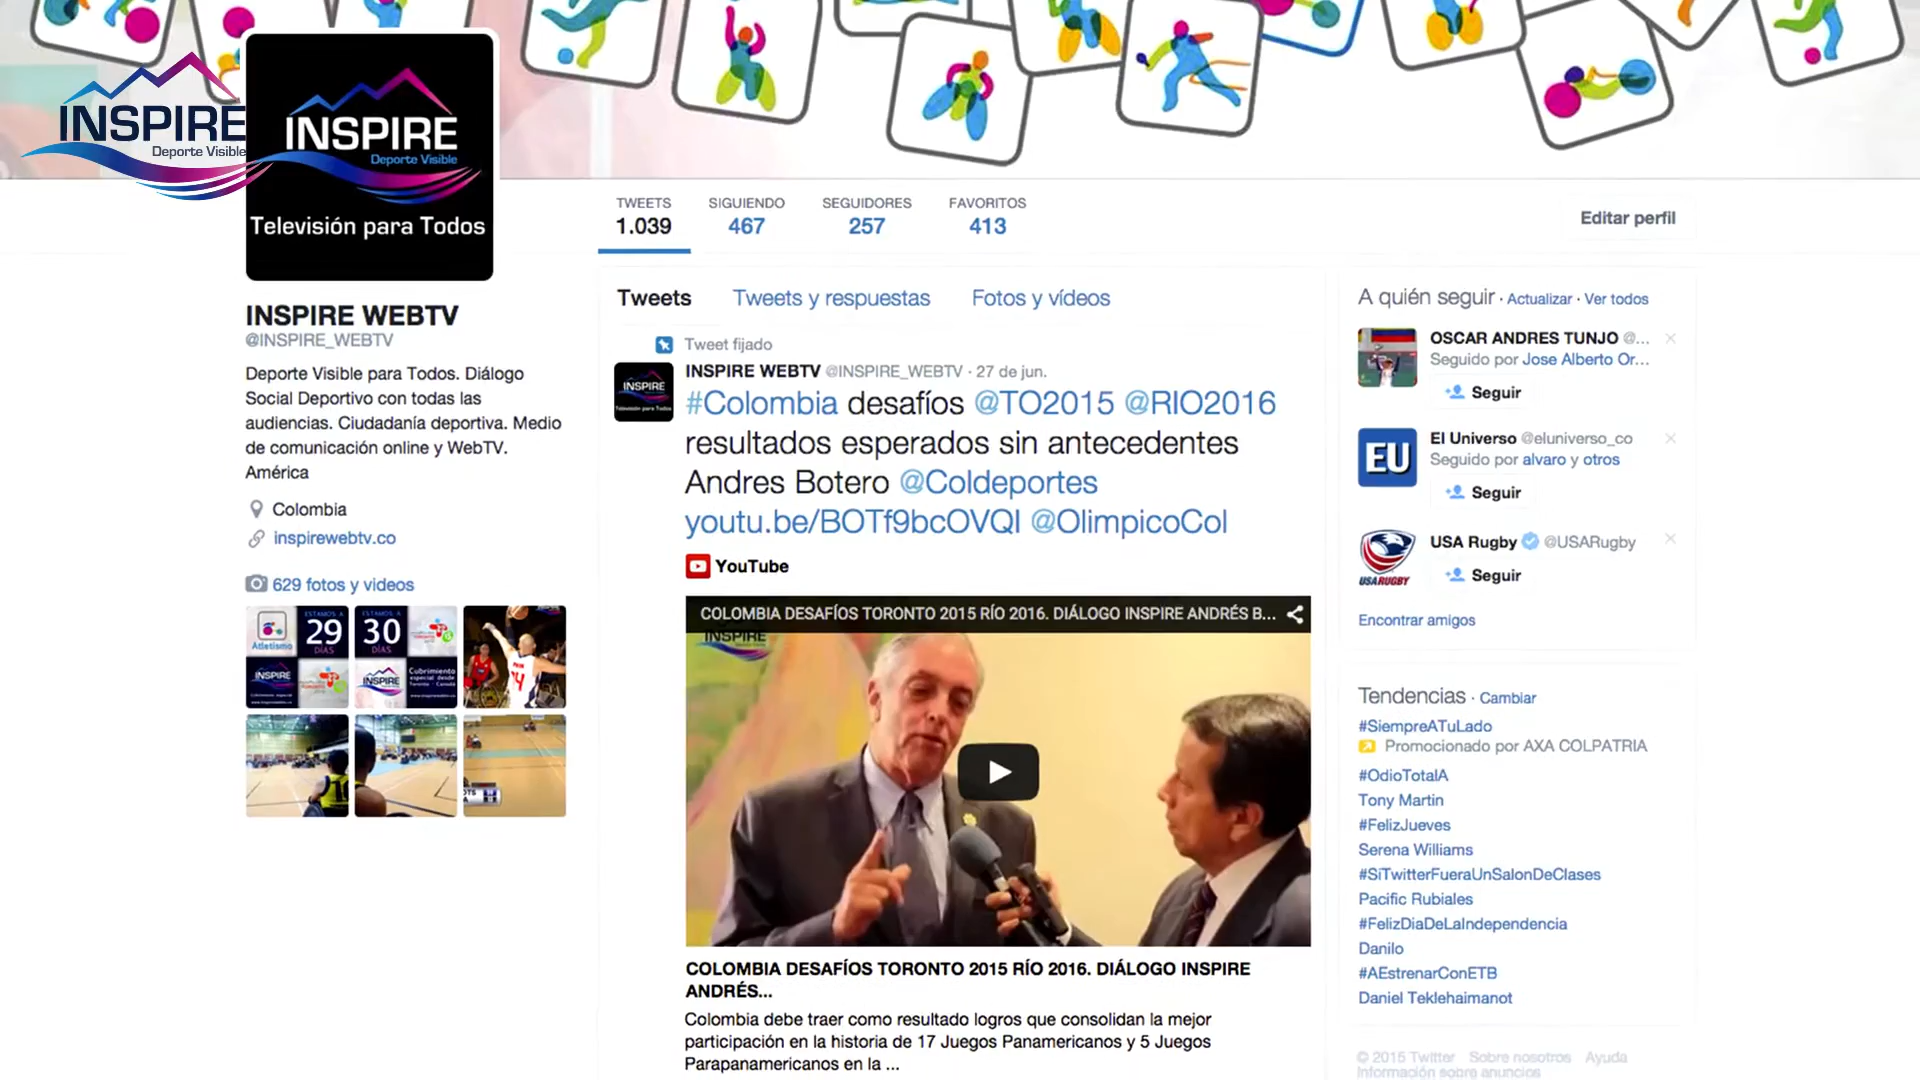 INSPIRE
Deporte Visible
INSPIRE
Deporte Visible
Televisión para Todos
TWEETS
1.039
SIGUIENDO
467
SEGUIDORES
257
FAVORITOS
413
Editar perfil
INSPIRE WEBTV
@INSPIRE_WEBTV
Deporte Visible para Todos. Diálogo
Social Deportivo con todas las
audiencias. Ciudadanía deportiva. Medio
de comunicación online y WebTV.
América
Colombia
inspirewebtv.co
629 fotos y videos
Atletismo
ESTAMOS A
29
DÍAS
INSPIRE
ESTAMOS A
30
DÍAS
INSPIRE
Cubrimiento
especial desde
Toronto - Canadá
Tweets Tweets y respuestas Fotos y vídeos
Tweet fijado
INSPIRE WEBTV @INSPIRE_WEBTV · 27 de jun.
INSPIRE
Televisión para Todos
#Colombia desafíos @TO2015 @RIO2016
resultados esperados sin antecedentes
Andres Botero @Coldeportes
youtu.be/BOTf9bcOVQI @OlimpicoCol
YouTube
COLOMBIA DESAFÍOS TORONTO 2015 RÍO 2016. DIÁLOGO INSPIRE ANDRÉS B...
INSPIRE
COLOMBIA DESAFÍOS TORONTO 2015 RÍO 2016. DIÁLOGO INSPIRE
ANDRÉS...
Colombia debe traer como resultado logros que consolidan la mejor
participación en la historia de 17 Juegos Panamericanos y 5 Juegos
Parapanamericanos en la ...
A quién seguir · Actualizar · Ver todos
OSCAR ANDRES TUNJO @...
Seguido por Jose Alberto Or...
Seguir
EU
El Universo @eluniverso_co
Seguido por alvaro y otros
Seguir
USA RUGBY
USA Rugby @USARugby
Seguir
Encontrar amigos
Tendencias · Cambiar
#SiempreATuLado
Promocionado por AXA COLPATRIA
#OdioTotalA
Tony Martin
#FelizJueves
Serena Williams
#SiTwitterFueraUnSalonDeClases
Pacific Rubiales
#FelizDiaDeLaIndependencia
Danilo
#AEstrenarConETB
Daniel Teklehaimanot
© 2015 Twitter Sobre nosotros Ayuda
Información sobre anuncios